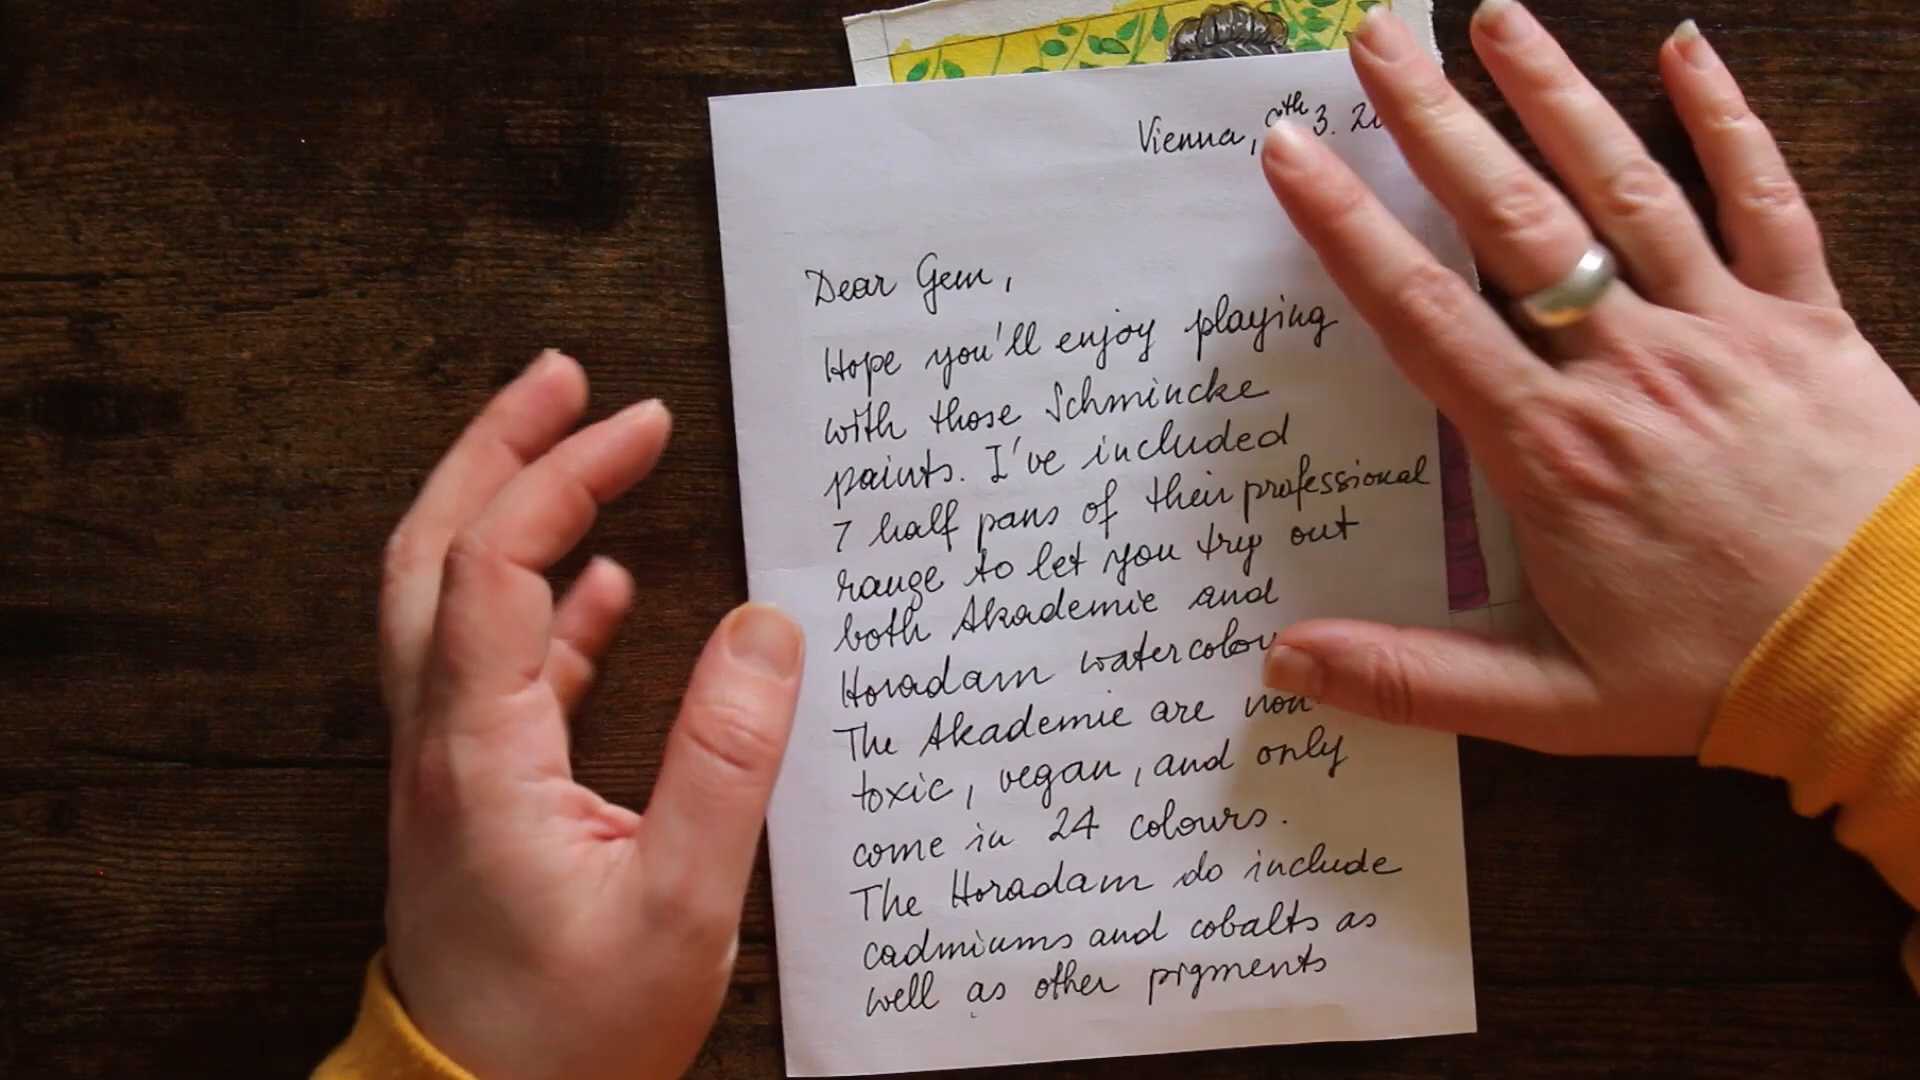 Vienna, 3.
Dear Gem,
Hope you'll enjoy playing
with those Schmincke
paints. I've included
7 half pans of their professional
range to let you try out
both Akademie and
Horadam
The Akademie are non
toxic, vegan, and only
come in 24 colours.
The Horadam do include
cadmiums and cobalts as
well as other pigments